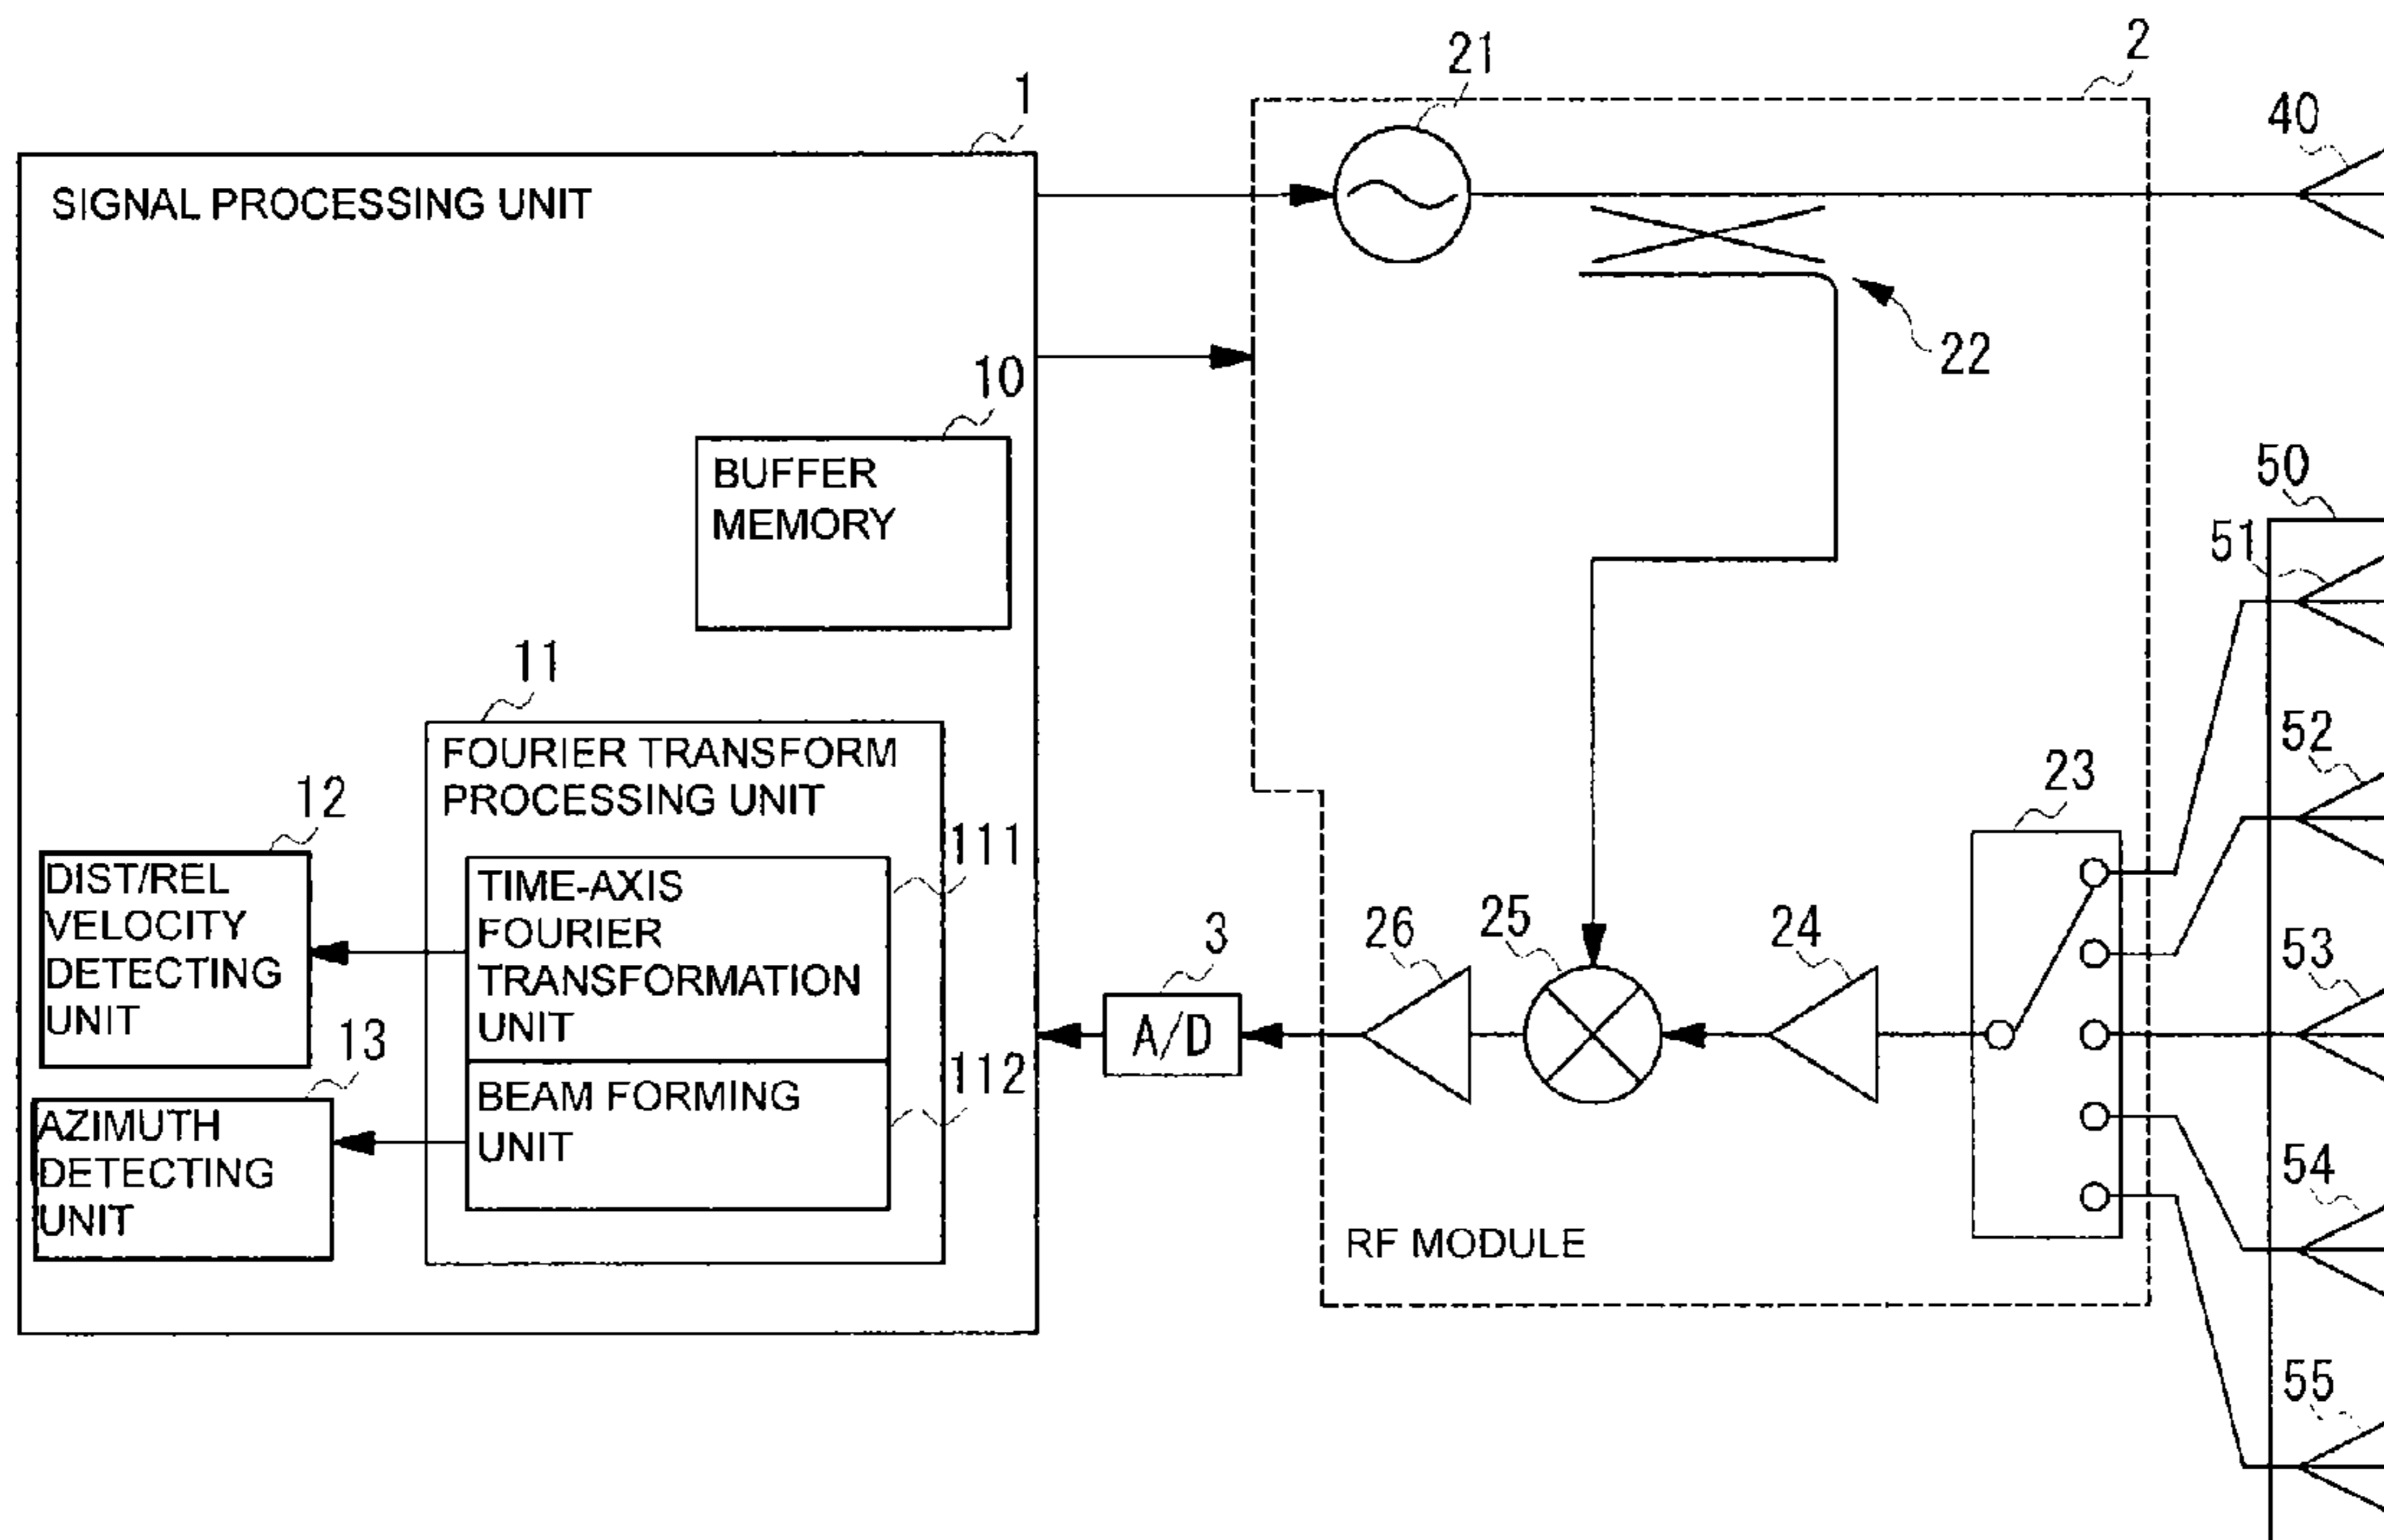 2
21
1
40
SIGNAL PROCESSING UNIT
22
10
BUFFER
MEMORY
50
51
11
FOURIER TRANSFORM
PROCESSING UNIT
52
23
12
111
DIST/REL
VELOCITY
DETECTING
UNIT
TIME-AXIS
FOURIER
TRANSFORMATION
UNIT
3
A/D
26
25
24
53
13
112
AZIMUTH
DETECTING
UNIT
BEAM FORMING
UNIT
54
RF MODULE
55